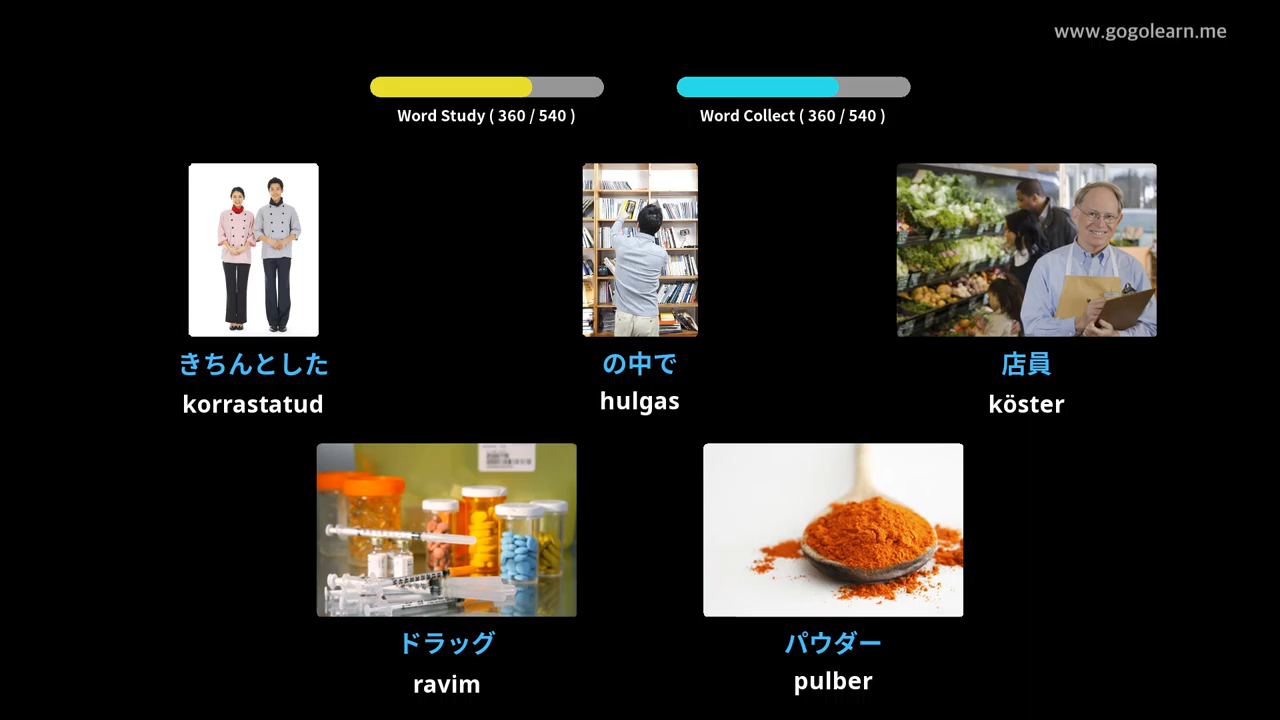 www.gogolearn.me
Word Study ( 360 / 540 )
Word Collect ( 360 / 540 )
きちんとした
korrastatud
の中で
hulgas
店員
köster
ドラッグ
ravim
パウダー
pulber